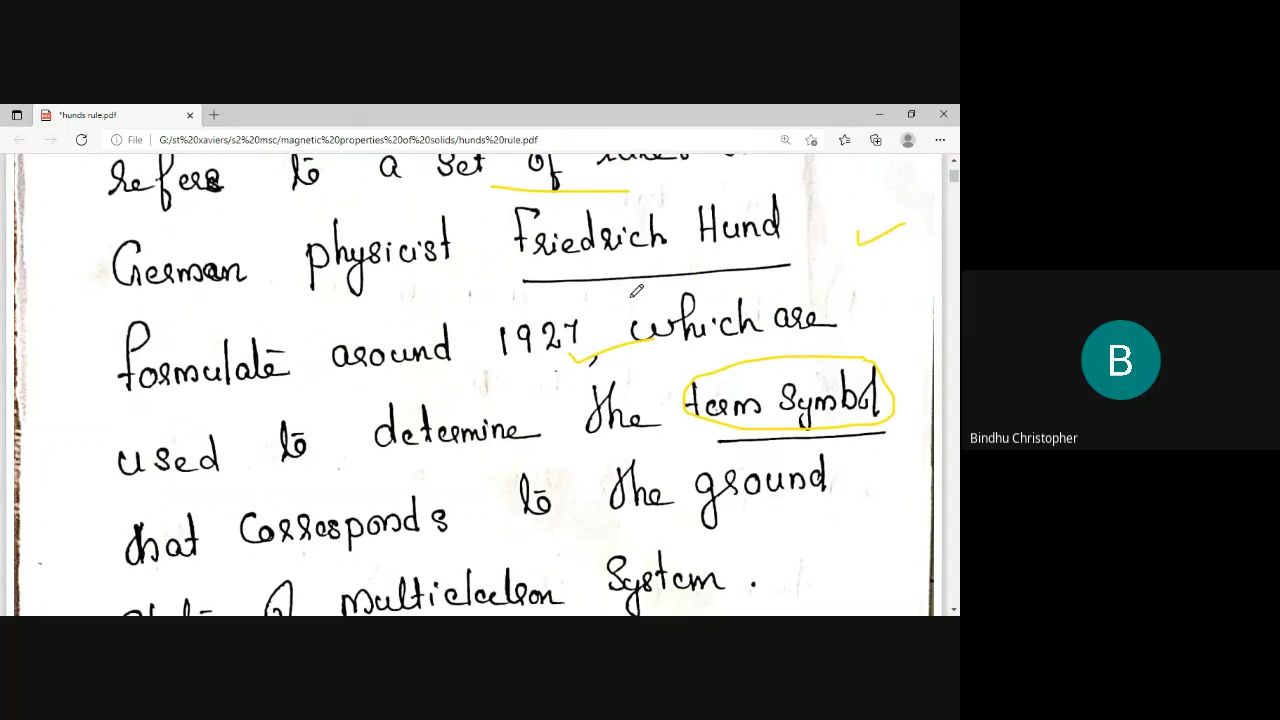 *hunds rule.pdf
File G:/st%20xaviers/s2%20msc/magnetic%20properties%20of%20solids/hunds%20rule.pdf
refers to a set of
German physicist Friedrich Hund
formulate around 1927, which are
used to determine the term symbol
that corresponds to the ground
of multielectron system.
B
Bindhu Christopher